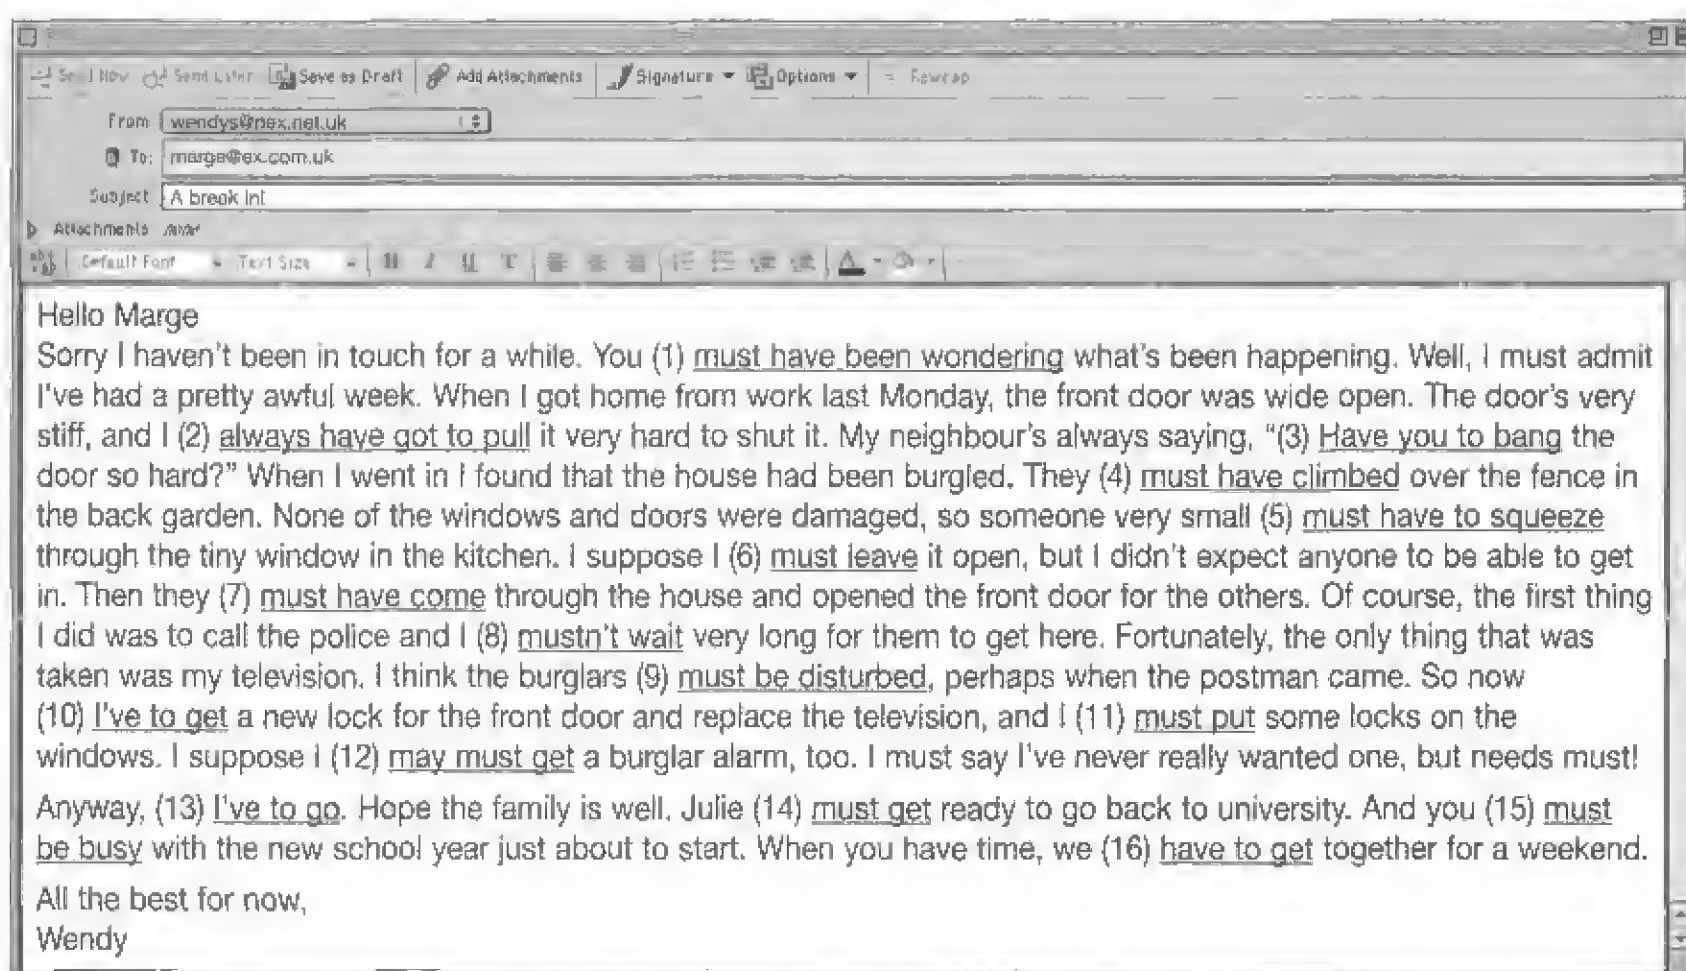 Save as Draft Add Attachments Signature Options
From wendys@nex.net.uk
To: marge@ex.com.uk
Subject A break in!
Attachments
Default Font Text Size
Hello Marge
Sorry I haven't been in touch for a while. You (1) must have been wondering what's been happening. Well, I must admit
I've had a pretty awful week. When I got home from work last Monday, the front door was wide open. The door's very
stiff, and I (2) always have got to pull it very hard to shut it. My neighbour's always saying, "(3) Have you to bang the
door so hard?" When I went in I found that the house had been burgled. They (4) must have climbed over the fence in
the back garden. None of the windows and doors were damaged, so someone very small (5) must have to squeeze
through the tiny window in the kitchen. I suppose I (6) must leave it open, but I didn't expect anyone to be able to get
in. Then they (7) must have come through the house and opened the front door for the others. Of course, the first thing
I did was to call the police and I (8) mustn't wait very long for them to get here. Fortunately, the only thing that was
taken was my television. I think the burglars (9) must be disturbed, perhaps when the postman came. So now
(10) I've to get a new lock for the front door and replace the television, and I (11) must put some locks on the
windows. I suppose I (12) may must get a burglar alarm, too. I must say I've never really wanted one, but needs must!
Anyway, (13) I've to go. Hope the family is well. Julie (14) must get ready to go back to university. And you (15) must
be busy with the new school year just about to start. When you have time, we (16) have to get together for a weekend.
All the best for now,
Wendy